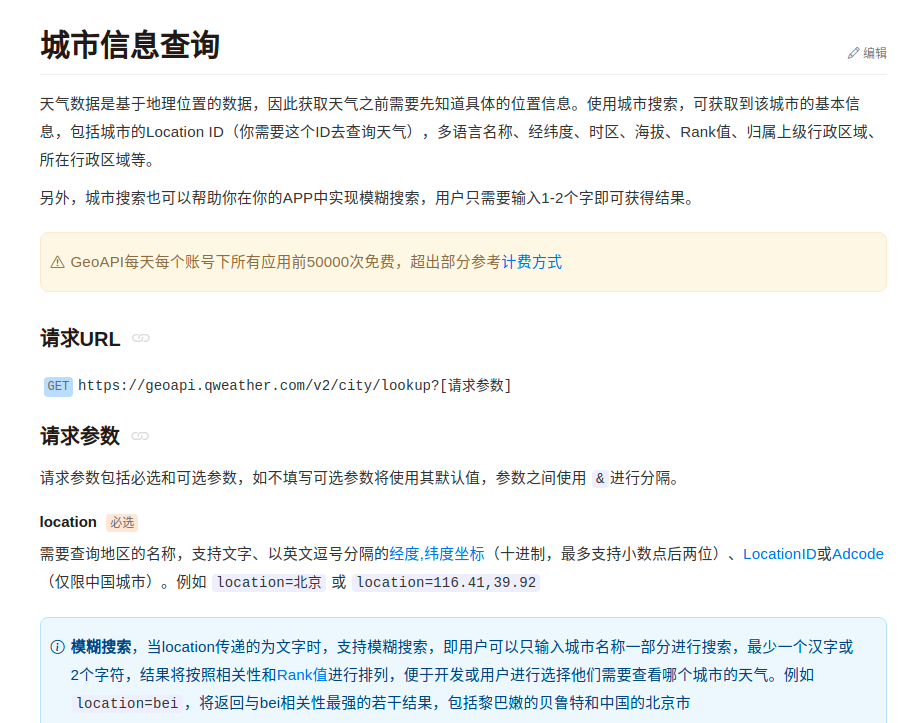 城市信息查询
编辑
天气数据是基于地理位置的数据，因此获取天气之前需要先知道具体的位置信息。使用城市搜索，可获取到该城市的基本信
息，包括城市的Location ID（你需要这个ID去查询天气），多语言名称、经纬度、时区、海拔、Rank值、归属上级行政区域、
所在行政区域等。
另外，城市搜索也可以帮助你在你的APP中实现模糊搜索，用户只需要输入1-2个字即可获得结果。
GeoAPI每天每个账号下所有应用前50000次免费，超出部分参考计费方式
请求URL
GET https://geoapi.qweather.com/v2/city/lookup?[请求参数]
请求参数
请求参数包括必选和可选参数，如不填写可选参数将使用其默认值，参数之间使用 & 进行分隔。
location 必选
需要查询地区的名称，支持文字、以英文逗号分隔的经度,纬度坐标（十进制，最多支持小数点后两位）、LocationID或Adcode
（仅限中国城市）。例如 location=北京 或 location=116.41,39.92
模糊搜索，当location传递的为文字时，支持模糊搜索，即用户可以只输入城市名称一部分进行搜索，最少一个汉字或
2个字符，结果将按照相关性和Rank值进行排列，便于开发或用户进行选择他们需要查看哪个城市的天气。例如
location=bei ，将返回与bei相关性最强的若干结果，包括黎巴嫩的贝鲁特和中国的北京市